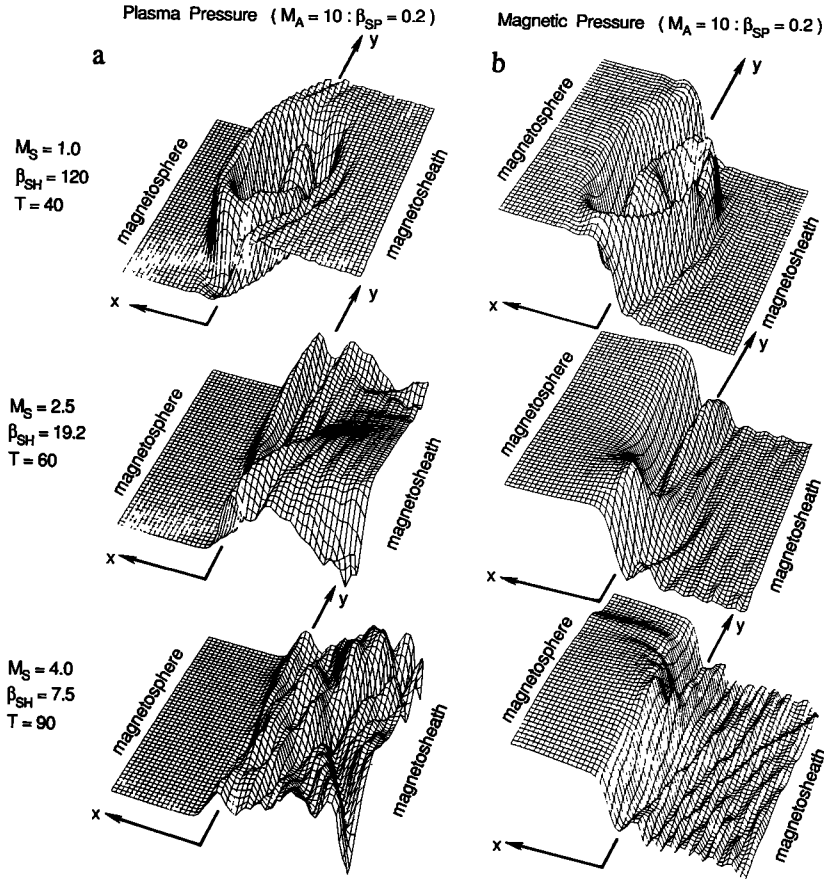 Plasma Pressure ( M_A = 10 : β_SP = 0.2 )
Magnetic Pressure ( M_A = 10 : β_SP = 0.2 )
a
b
y
y
magnetosphere
magnetosheath
magnetosphere
magnetosheath
M_S = 1.0
β_SH = 120
T = 40
x
x
y
y
magnetosphere
magnetosheath
magnetosphere
magnetosheath
M_S = 2.5
β_SH = 19.2
T = 60
x
x
y
y
magnetosphere
magnetosheath
magnetosphere
magnetosheath
M_S = 4.0
β_SH = 7.5
T = 90
x
x